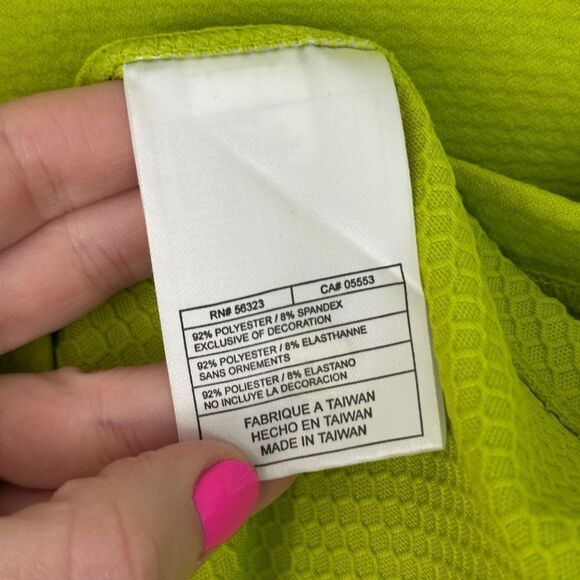 RN# 56323 CA# 05553
92% POLYESTER / 8% SPANDEX
EXCLUSIVE OF DECORATION
92% POLYESTER / 8% ELASTHANNE
SANS ORNEMENTS
92% POLIESTER / 8% ELASTANO
NO INCLUYE LA DECORACION
FABRIQUE A TAIWAN
HECHO EN TAIWAN
MADE IN TAIWAN